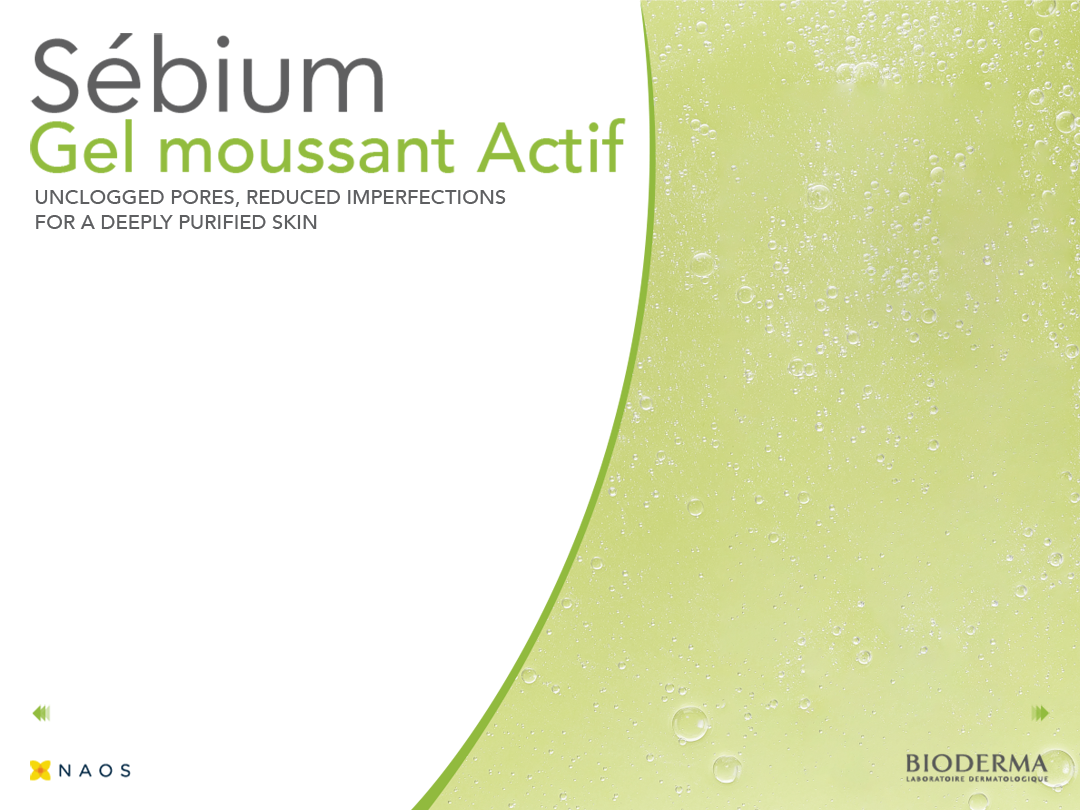 Sébium
Gel moussant Actif
UNCLOGGED PORES, REDUCED IMPERFECTIONS
FOR A DEEPLY PURIFIED SKIN
NAOS
BIODERMA
LABORATOIRE DERMATOLOGIQUE